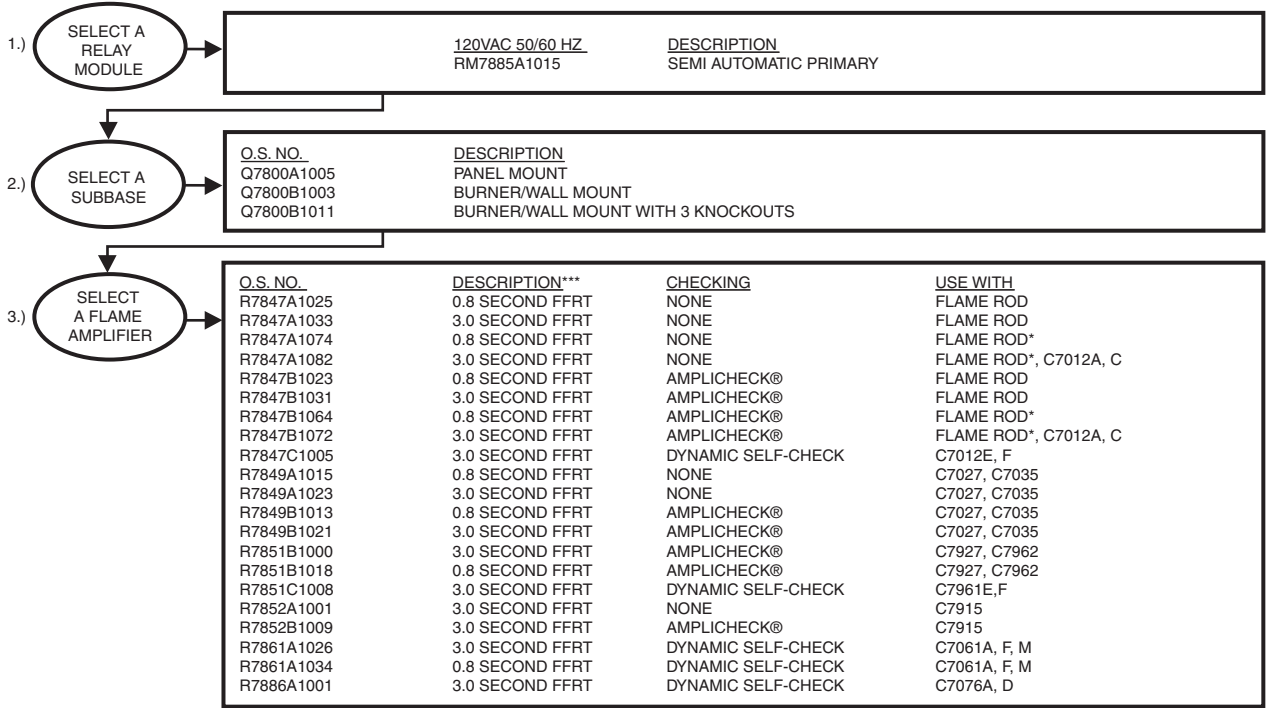 1.) SELECT A
RELAY
MODULE
120VAC 50/60 HZ DESCRIPTION
RM7885A1015 SEMI AUTOMATIC PRIMARY
2.) SELECT A
SUBBASE
O.S. NO. DESCRIPTION
Q7800A1005 PANEL MOUNT
Q7800B1003 BURNER/WALL MOUNT
Q7800B1011 BURNER/WALL MOUNT WITH 3 KNOCKOUTS
3.) SELECT
A FLAME
AMPLIFIER
O.S. NO. DESCRIPTION*** CHECKING USE WITH
R7847A1025 0.8 SECOND FFRT NONE FLAME ROD
R7847A1033 3.0 SECOND FFRT NONE FLAME ROD
R7847A1074 0.8 SECOND FFRT NONE FLAME ROD*
R7847A1082 3.0 SECOND FFRT NONE FLAME ROD*, C7012A, C
R7847B1023 0.8 SECOND FFRT AMPLICHECK® FLAME ROD
R7847B1031 3.0 SECOND FFRT AMPLICHECK® FLAME ROD
R7847B1064 0.8 SECOND FFRT AMPLICHECK® FLAME ROD*
R7847B1072 3.0 SECOND FFRT AMPLICHECK® FLAME ROD*, C7012A, C
R7847C1005 3.0 SECOND FFRT DYNAMIC SELF-CHECK C7012E, F
R7849A1015 0.8 SECOND FFRT NONE C7027, C7035
R7849A1023 3.0 SECOND FFRT NONE C7027, C7035
R7849B1013 0.8 SECOND FFRT AMPLICHECK® C7027, C7035
R7849B1021 3.0 SECOND FFRT AMPLICHECK® C7027, C7035
R7851B1000 3.0 SECOND FFRT AMPLICHECK® C7927, C7962
R7851B1018 0.8 SECOND FFRT AMPLICHECK® C7927, C7962
R7851C1008 3.0 SECOND FFRT DYNAMIC SELF-CHECK C7961E,F
R7852A1001 3.0 SECOND FFRT NONE C7915
R7852B1009 3.0 SECOND FFRT AMPLICHECK® C7915
R7861A1026 3.0 SECOND FFRT DYNAMIC SELF-CHECK C7061A, F, M
R7861A1034 0.8 SECOND FFRT DYNAMIC SELF-CHECK C7061A, F, M
R7886A1001 3.0 SECOND FFRT DYNAMIC SELF-CHECK C7076A, D